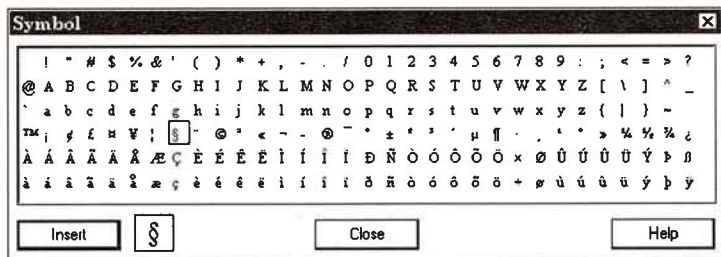 Symbol
! " # $ % & ' ( ) * + , - . / 0 1 2 3 4 5 6 7 8 9 : ; < = > ?
@ A B C D E F G H I J K L M N O P Q R S T U V W X Y Z [ \ ] ^ _
` a b c d e f g h i j k l m n o p q r s t u v w x y z { | } ~
™ ¡ ¢ £ ¤ ¥ ¦ § ¨ © ª « ¬ - ® ¯ ° ± ² ³ ´ µ ¶ · ¸ ¹ º » ¼ ½ ¾ ¿
À Á Â Ã Ä Å Æ Ç È É Ê Ë Ì Í Î Ï Ð Ñ Ò Ó Ô Õ Ö × Ø Ù Ú Û Ü Ý Þ ß
à á â ã ä å æ ç è é ê ë ì í î ï ð ñ ò ó ô õ ö ÷ ø ù ú û ü ý þ ÿ
Insert § Close Help